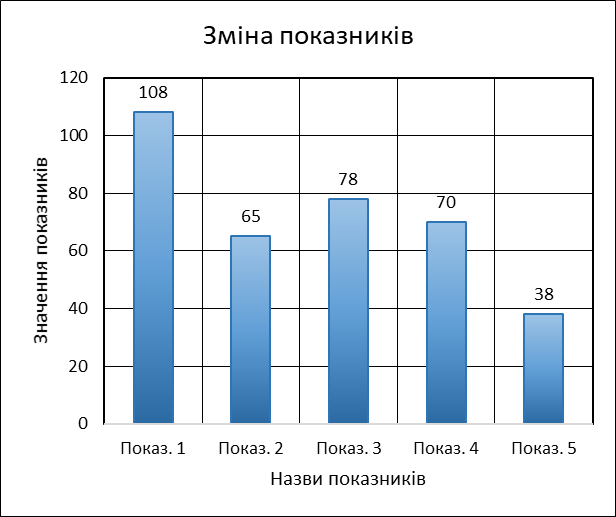 Зміна показників
Значення показників
120
100
80
60
40
20
0
108
65
78
70
38
Показ. 1
Показ. 2
Показ. 3
Показ. 4
Показ. 5
Назви показників